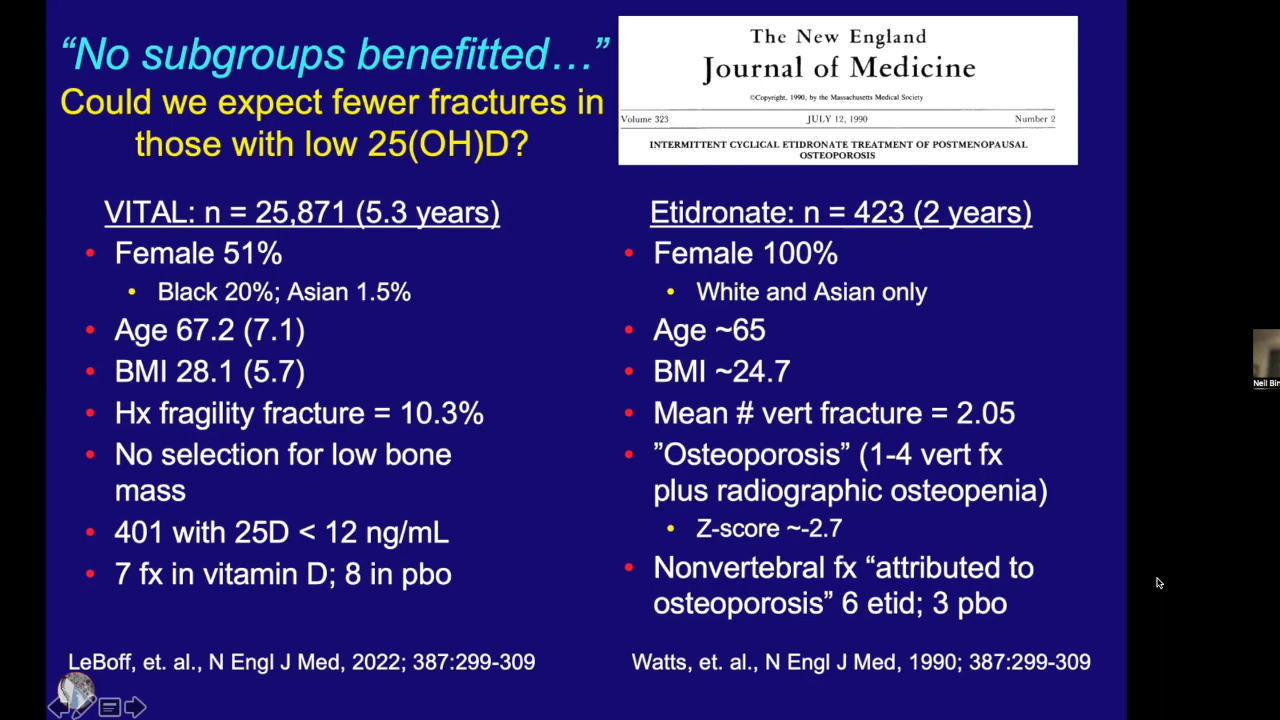 “No subgroups benefitted…”
Could we expect fewer fractures in
those with low 25(OH)D?
The New England
Journal of Medicine
©Copyright, 1990, by the Massachusetts Medical Society
Volume 323 JULY 12, 1990 Number 2
INTERMITTENT CYCLICAL ETIDRONATE TREATMENT OF POSTMENOPAUSAL
OSTEOPOROSIS
VITAL: n = 25,871 (5.3 years)
• Female 51%
• Black 20%; Asian 1.5%
• Age 67.2 (7.1)
• BMI 28.1 (5.7)
• Hx fragility fracture = 10.3%
• No selection for low bone
mass
• 401 with 25D < 12 ng/mL
• 7 fx in vitamin D; 8 in pbo
LeBoff, et. al., N Engl J Med, 2022; 387:299-309
Etidronate: n = 423 (2 years)
• Female 100%
• White and Asian only
• Age ~65
• BMI ~24.7
• Mean # vert fracture = 2.05
• ”Osteoporosis” (1-4 vert fx
plus radiographic osteopenia)
• Z-score ~-2.7
• Nonvertebral fx “attributed to
osteoporosis” 6 etid; 3 pbo
Watts, et. al., N Engl J Med, 1990; 387:299-309
Neil Bin